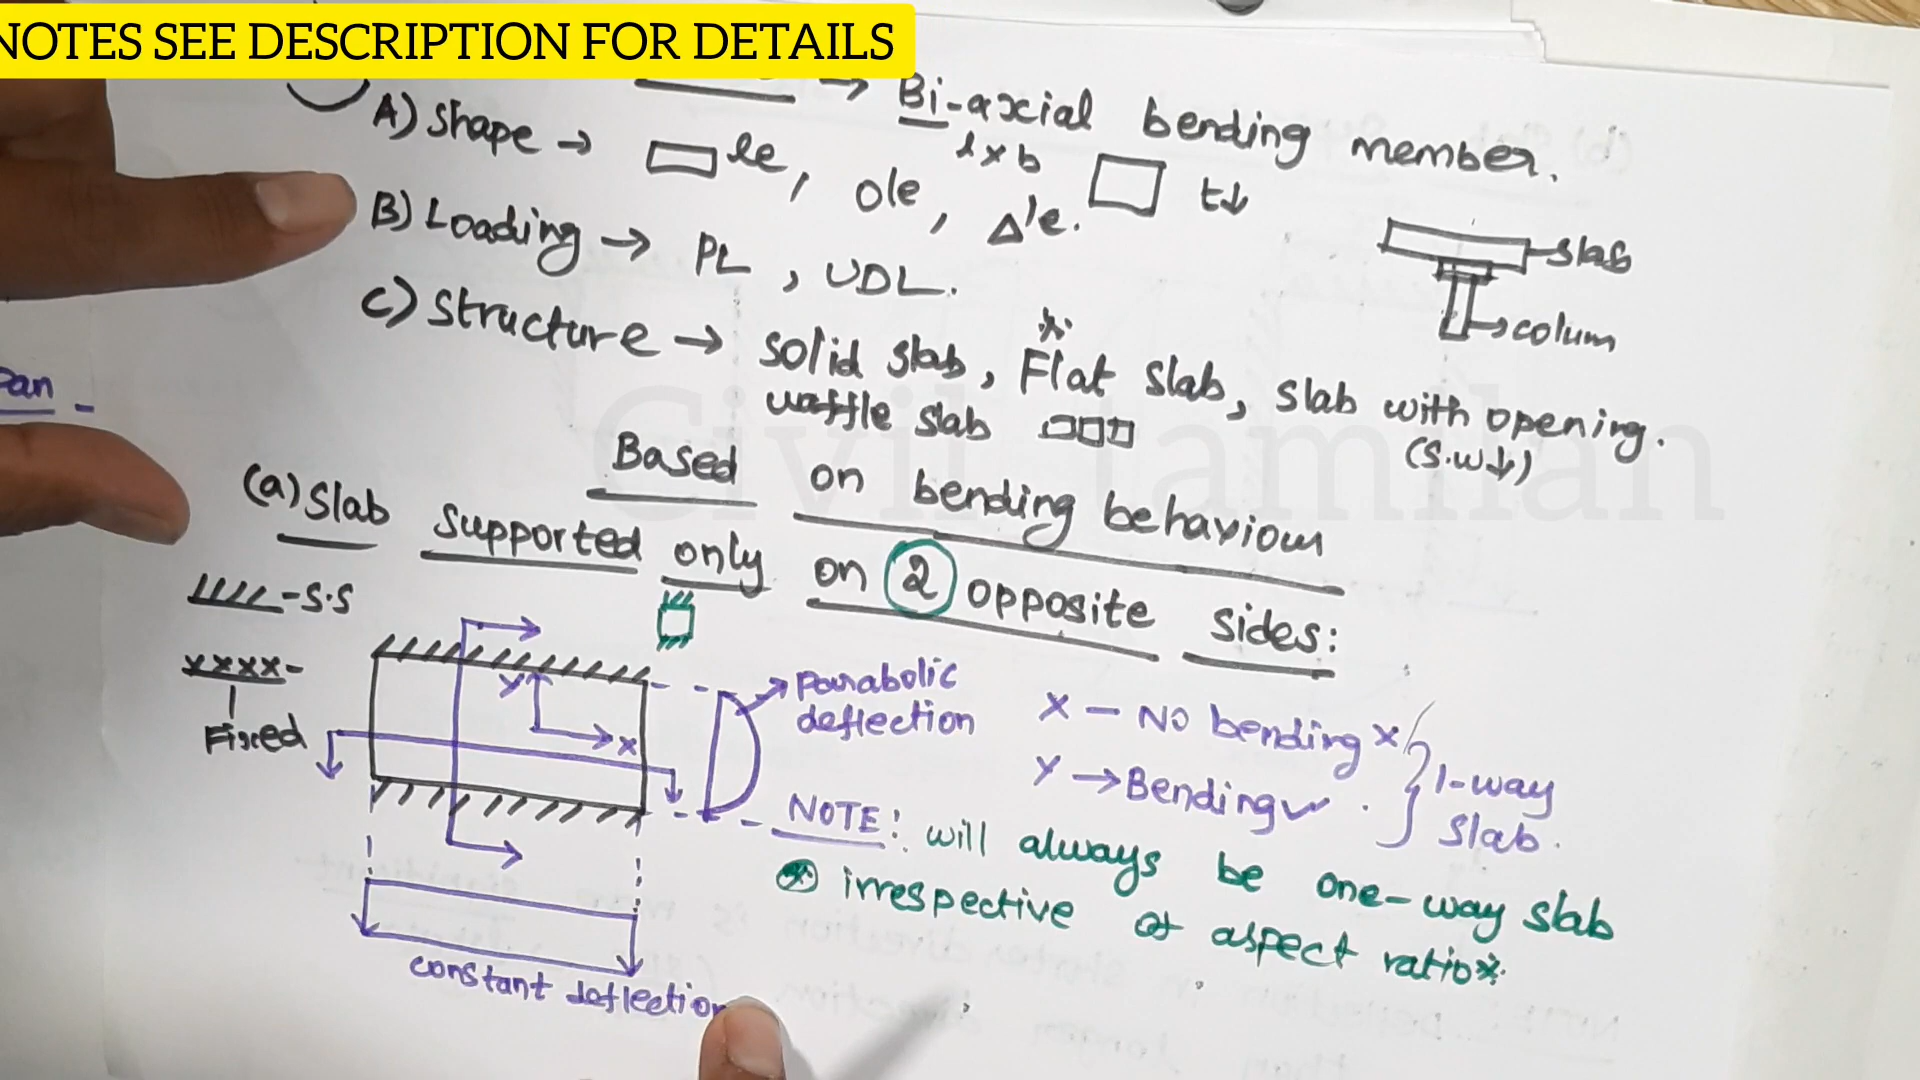 NOTES SEE DESCRIPTION FOR DETAILS
→ Bi-axial bending member.
l x b
t↓
A) Shape → ▭le, Ole, Δle.
B) Loading → PL, UDL.
slab
colum
C) Structure → solid slab, Flat slab, slab with opening.
waffle slab
(S.w↓)
Civil tamilan
Based on bending behaviour
(a) Slab supported only on 2 opposite sides:
-S.S
xxxx-
Fixed
y
x
Parabolic
deflection
X - No bending x
Y → Bending ✓.
1-way
slab.
NOTE: will always be one-way slab
irrespective of aspect ratio*.
constant deflection